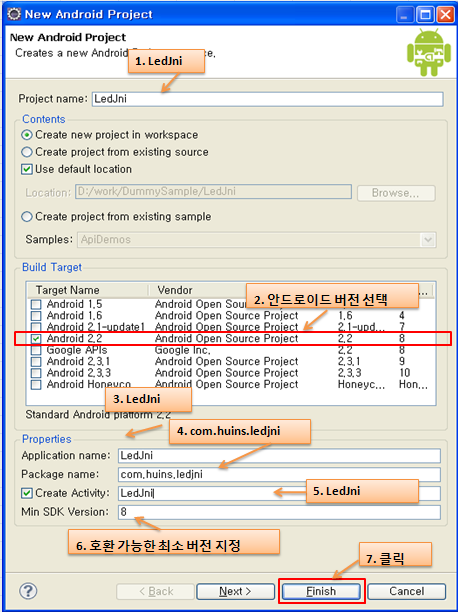 New Android Project
New Android Project
Creates a new Android
1. LedJni
Project name: LedJni
Contents
Create new project in workspace
Create project from existing source
Use default location
Location: D:/work/DummySample/LedJni Browse...
Create project from existing sample
Samples: ApiDemos
Build Target
Target Name Vendor
Android 1.5 Android Open Source
Android 1.6 Android Open Source Project 1.6 4
Android 2.1-update1 Android Open Source Project 2.1-upd... 7
Android 2.2 Android Open Source Project 2.2 8
Google APIs Google Inc. 2.2 8
Android 2.3.1 Android Open Source Project 2.3.1 9
Android 2.3.3 Android Open Source Project 2.3.3 10
Android Honeyco Android Open Source Project Honey... Hone...
2. 안드로이드 버전 선택
Standard Android platform 2.2
3. LedJni
Properties
4. com.huins.ledjni
Application name: LedJni
Package name: com.huins.ledjni
Create Activity: LedJni
5. LedJni
Min SDK Version: 8
6. 호환 가능한 최소 버전 지정
7. 클릭
? < Back Next > Finish Cancel